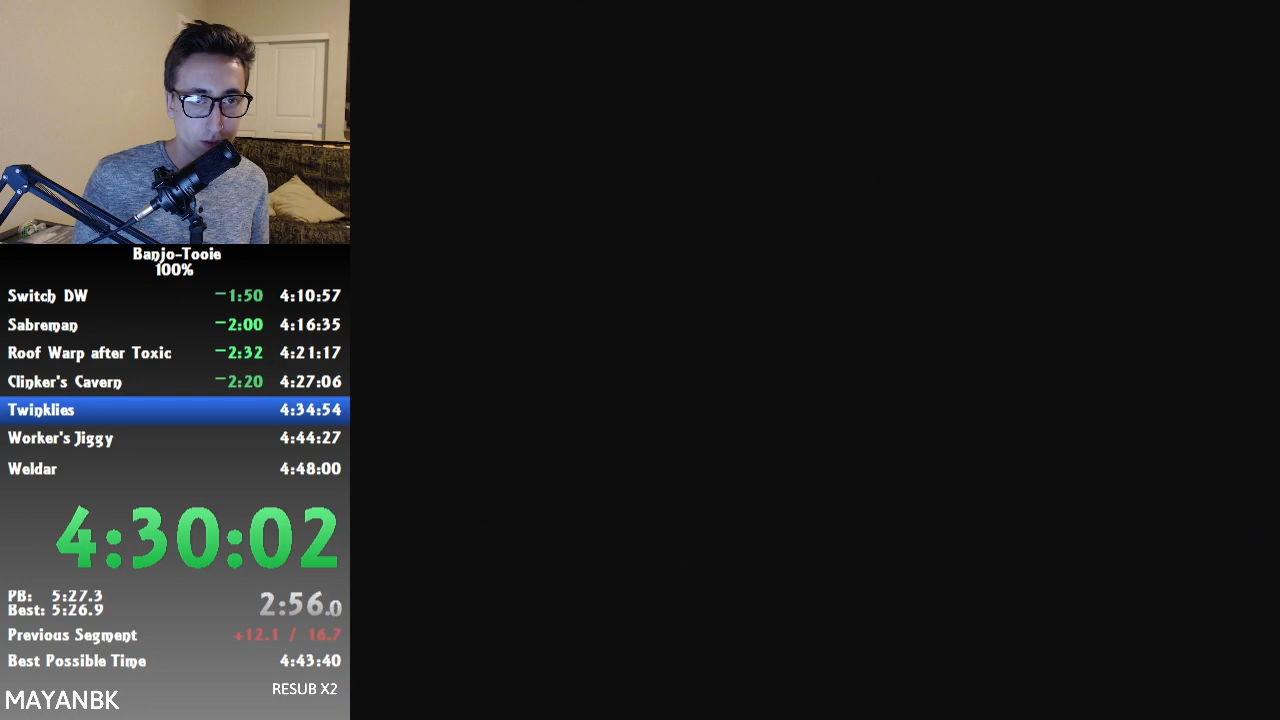 Banjo-Tooie
100%
Switch DW −1:50 4:10:57
Sabreman −2:00 4:16:35
Roof Warp after Toxic −2:32 4:21:17
Clinker's Cavern −2:20 4:27:06
Twinklies 4:34:54
Worker's Jiggy 4:44:27
Weldar 4:48:00
4:30:02
PB: 5:27.3
Best: 5:26.9
2:56.0
Previous Segment +12.1 / 16.7
Best Possible Time 4:43:40
MAYANBK RESUB X2